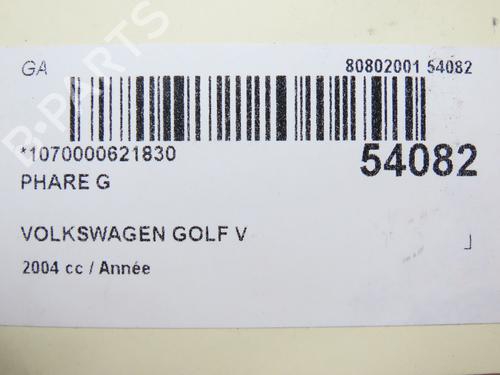 GA 80802001 54082
*1070000621830 54082
PHARE G
VOLKSWAGEN GOLF V
2004 cc / Année
B-PARTS